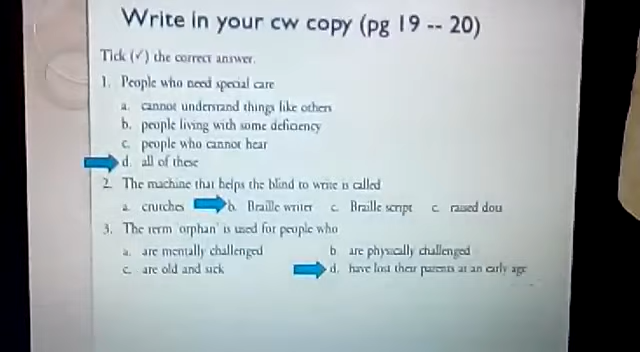 Write in your cw copy (pg 19 -- 20)
Tick (✓) the correct answer.
1. People who need special care
a. cannot understand things like others
b. people living with some deficiency
c. people who cannot hear
d. all of these
2. The machine that helps the blind to write is called
a. crutches b. Braille writer c. Braille script c. raised dots
3. The term 'orphan' is used for people who
a. are mentally challenged b. are physically challenged
c. are old and sick d. have lost their parents at an early age